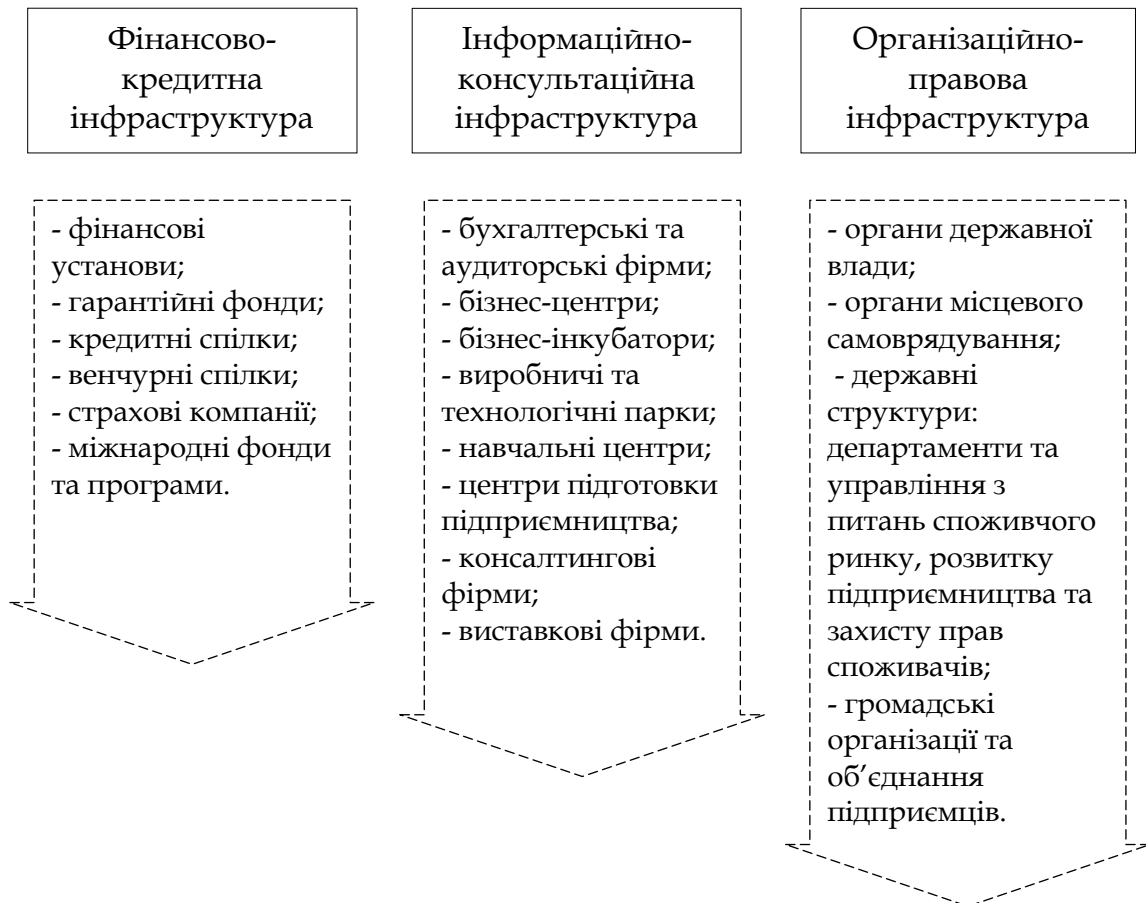 Фінансово-
кредитна
інфраструктура
- фінансові
установи;
- гарантійні фонди;
- кредитні спілки;
- венчурні спілки;
- страхові компанії;
- міжнародні фонди
та програми.
Інформаційно-
консультаційна
інфраструктура
- бухгалтерські та
аудиторські фірми;
- бізнес-центри;
- бізнес-інкубатори;
- виробничі та
технологічні парки;
- навчальні центри;
- центри підготовки
підприємництва;
- консалтингові
фірми;
- виставкові фірми.
Організаційно-
правова
інфраструктура
- органи державної
влади;
- органи місцевого
самоврядування;
- державні
структури:
департаменти та
управління з
питань споживчого
ринку, розвитку
підприємництва та
захисту прав
споживачів;
- громадські
організації та
об’єднання
підприємців.